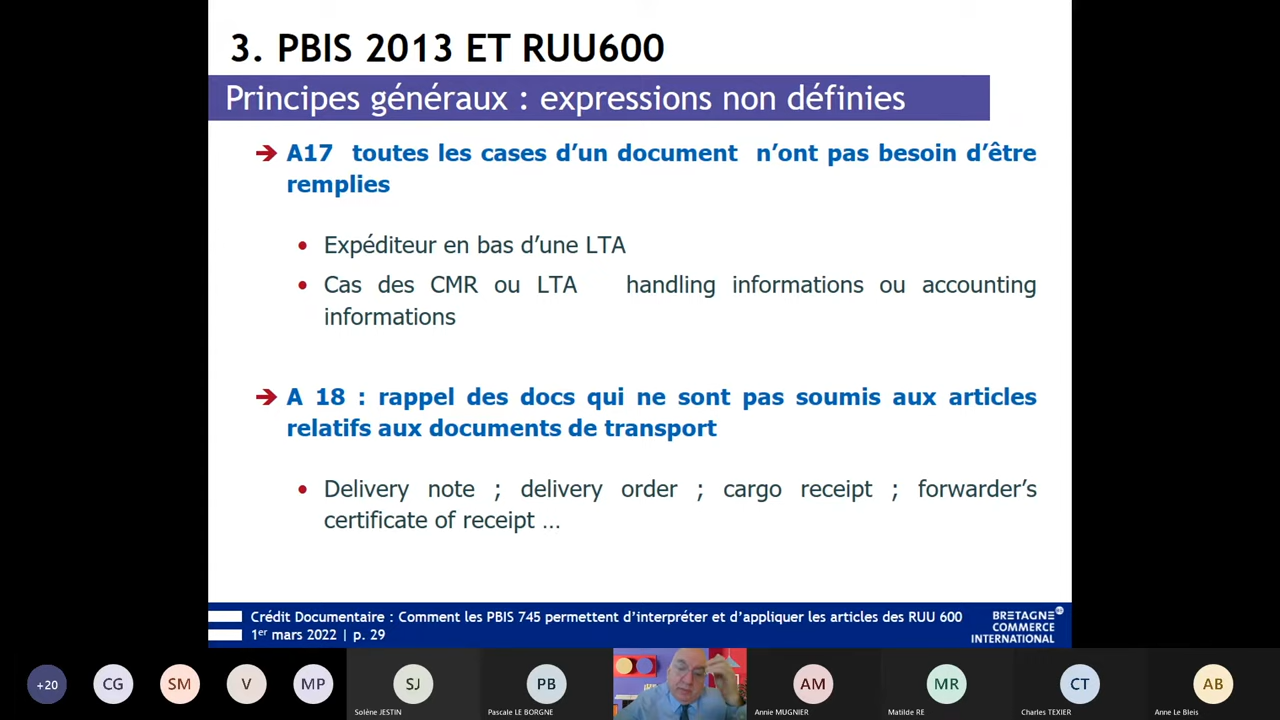 3. PBIS 2013 ET RUU600
Principes généraux : expressions non définies
A17 toutes les cases d’un document n’ont pas besoin d’être
remplies
Expéditeur en bas d’une LTA
Cas des CMR ou LTA handling informations ou accounting
informations
A 18 : rappel des docs qui ne sont pas soumis aux articles
relatifs aux documents de transport
Delivery note ; delivery order ; cargo receipt ; forwarder’s
certificate of receipt …
Crédit Documentaire : Comment les PBIS 745 permettent d’interpréter et d’appliquer les articles des RUU 600
1er mars 2022 | p. 29
BRETAGNE
COMMERCE
INTERNATIONAL
+20
CG
SM
V
MP
SJ
Solène JESTIN
PB
Pascale LE BORGNE
AM
Annie MUGNIER
MR
Matilde RE
CT
Charles TEXIER
AB
Anne Le Bleis